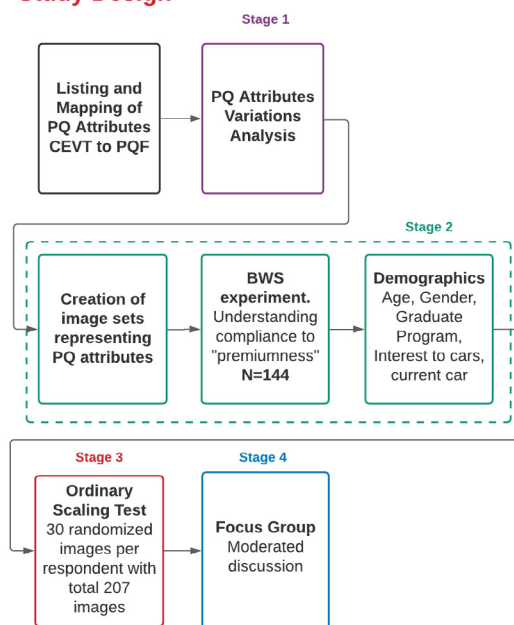 Study Design
Stage 1
Listing and
Mapping of
PQ Attributes
CEVT to PQF
PQ Attributes
Variations
Analysis
Stage 2
Creation of
image sets
representing
PQ attributes
BWS
experiment.
Understanding
compliance to
"premiumness"
N=144
Demographics
Age, Gender,
Graduate
Program,
Interest to cars,
current car
Stage 3
Ordinary
Scaling Test
30 randomized
images per
respondent with
total 207
images
Stage 4
Focus Group
Moderated
discussion